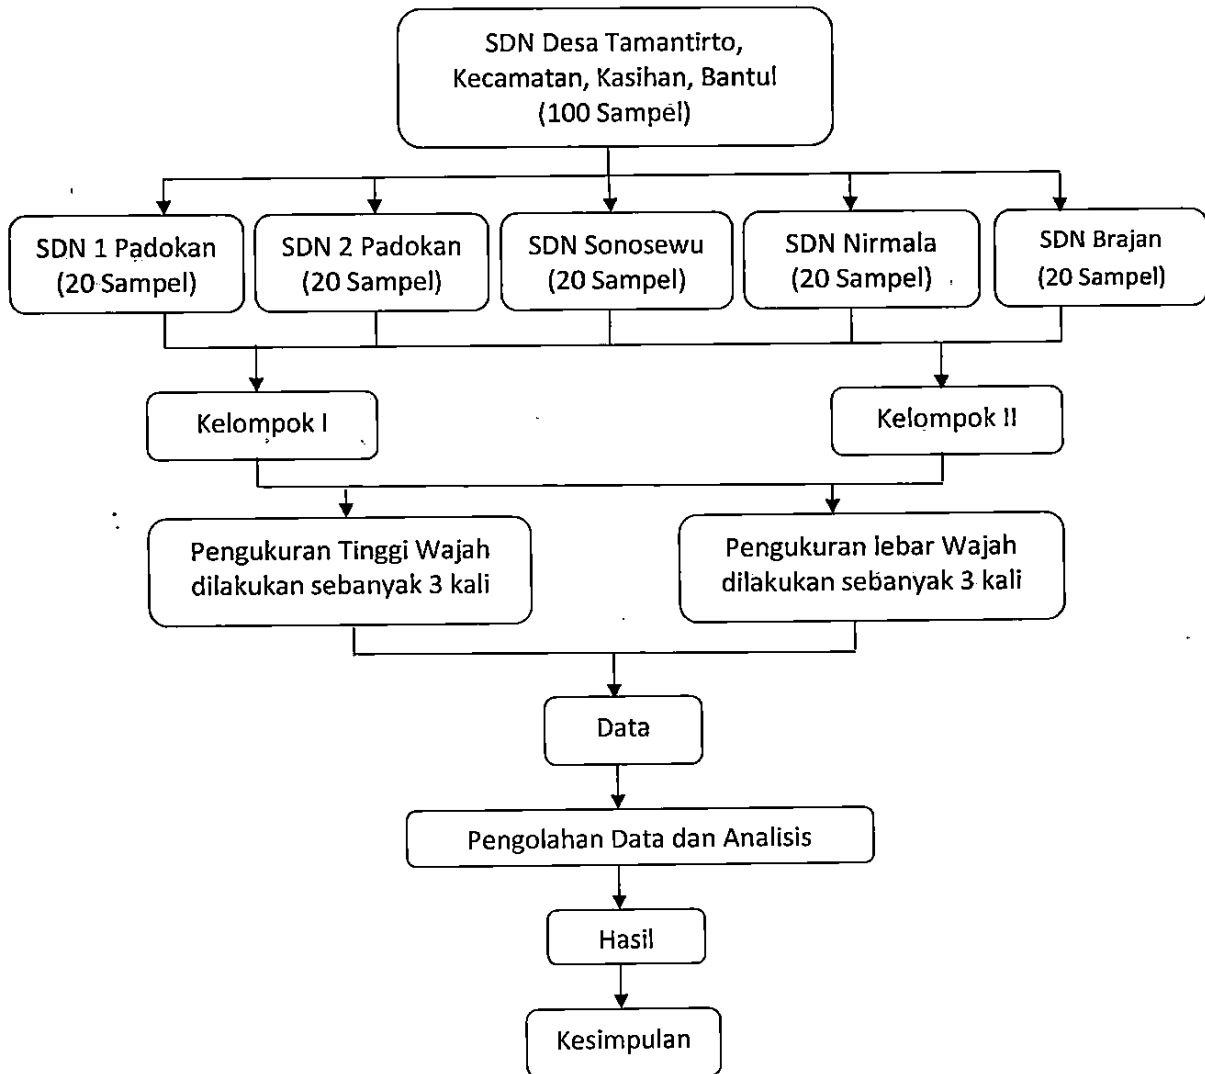 SDN Desa Tamantirto,
Kecamatan, Kasihan, Bantul
(100 Sampel)
SDN 1 Padokan
(20 Sampel)
SDN 2 Padokan
(20 Sampel)
SDN Sonosewu
(20 Sampel)
SDN Nirmala
(20 Sampel)
SDN Brajan
(20 Sampel)
Kelompok I
Kelompok II
Pengukuran Tinggi Wajah
dilakukan sebanyak 3 kali
Pengukuran lebar Wajah
dilakukan sebanyak 3 kali
Data
Pengolahan Data dan Analisis
Hasil
Kesimpulan